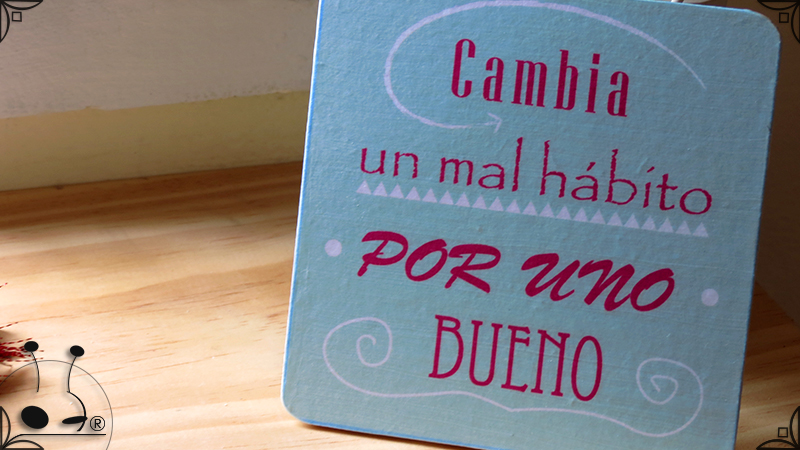 Cambia
un mal hábito
POR UNO
BUENO
®